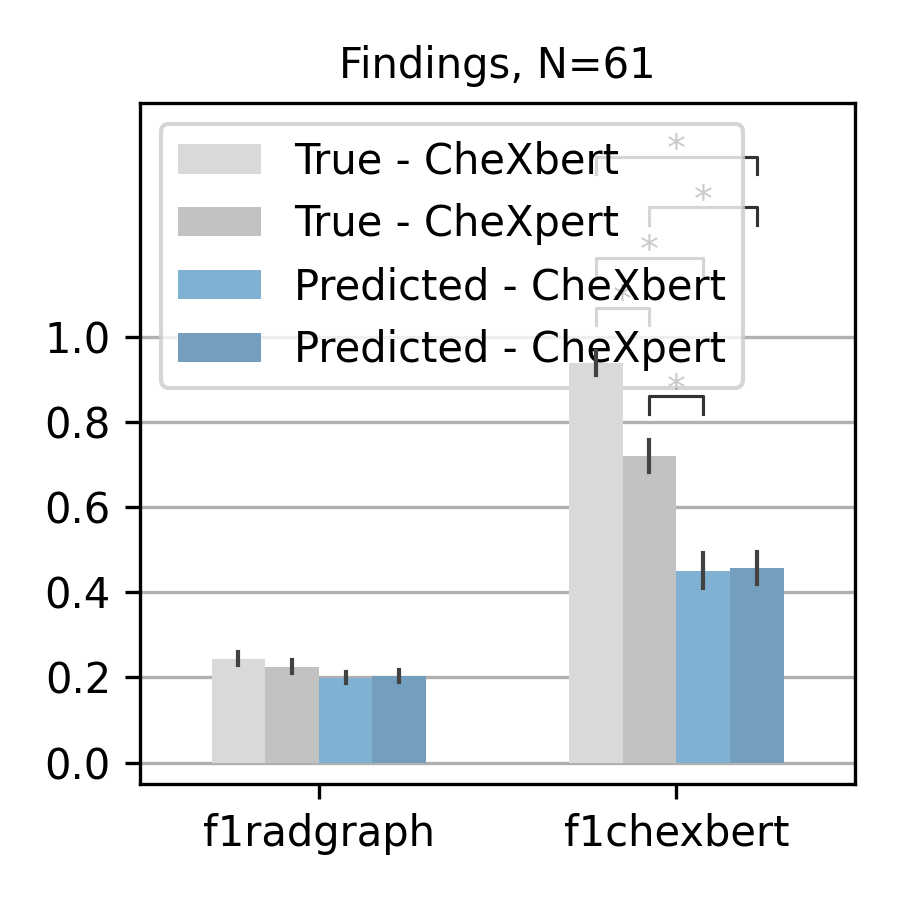 Findings, N=61
True - CheXbert
True - CheXpert
Predicted - CheXbert
Predicted - CheXpert
*
*
*
*
*
1.0
0.8
0.6
0.4
0.2
0.0
f1radgraph
f1chexbert